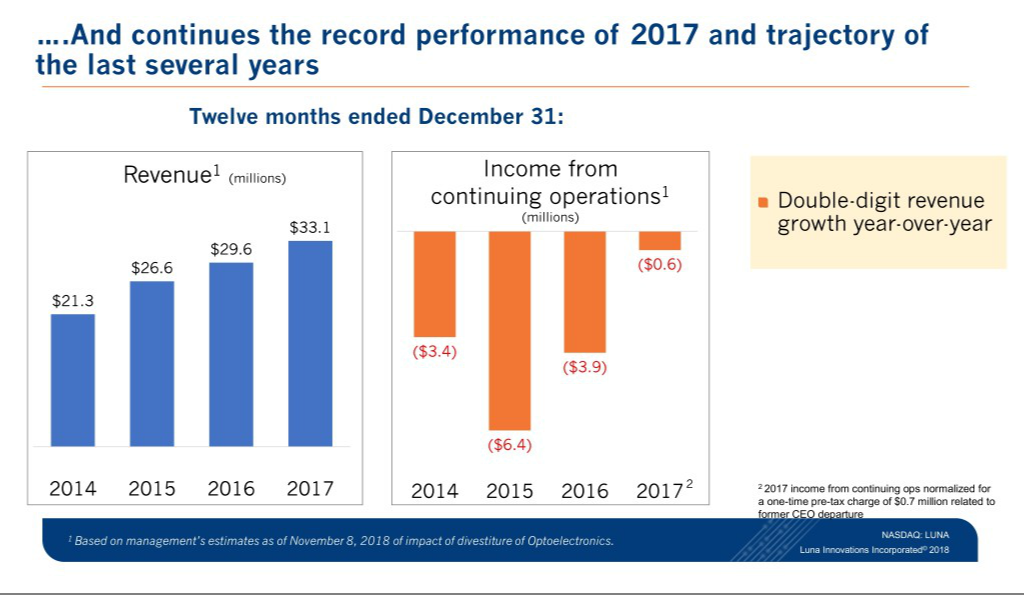 ....And continues the record performance of 2017 and trajectory of
the last several years
Twelve months ended December 31:
Revenue¹ (millions)
$33.1
$29.6
$26.6
$21.3
2014 2015 2016 2017
Income from
continuing operations¹
(millions)
($0.6)
($3.4)
($3.9)
($6.4)
2014 2015 2016 2017²
Double-digit revenue
growth year-over-year
² 2017 income from continuing ops normalized for
a one-time pre-tax charge of $0.7 million related to
former CEO departure
¹ Based on management's estimates as of November 8, 2018 of impact of divestiture of Optoelectronics.
NASDAQ: LUNA
Luna Innovations Incorporated© 2018